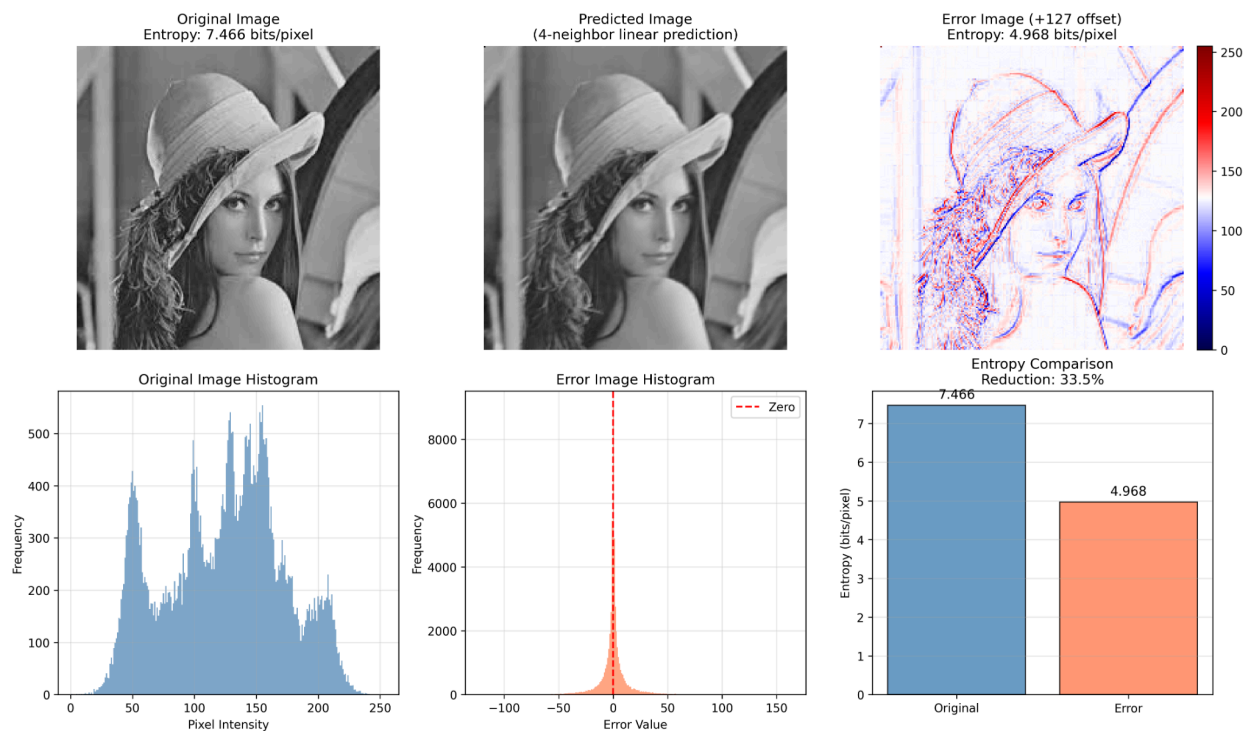 Original Image
Entropy: 7.466 bits/pixel
Predicted Image
(4-neighbor linear prediction)
Error Image (+127 offset)
Entropy: 4.968 bits/pixel
250
200
150
100
50
0
Original Image Histogram
Frequency
500
400
300
200
100
0
0
50
100
150
200
250
Pixel Intensity
Error Image Histogram
Zero
Frequency
8000
6000
4000
2000
0
−100
−50
0
50
100
150
Error Value
Entropy Comparison
Reduction: 33.5%
7.466
4.968
Entropy (bits/pixel)
7
6
5
4
3
2
1
0
Original
Error